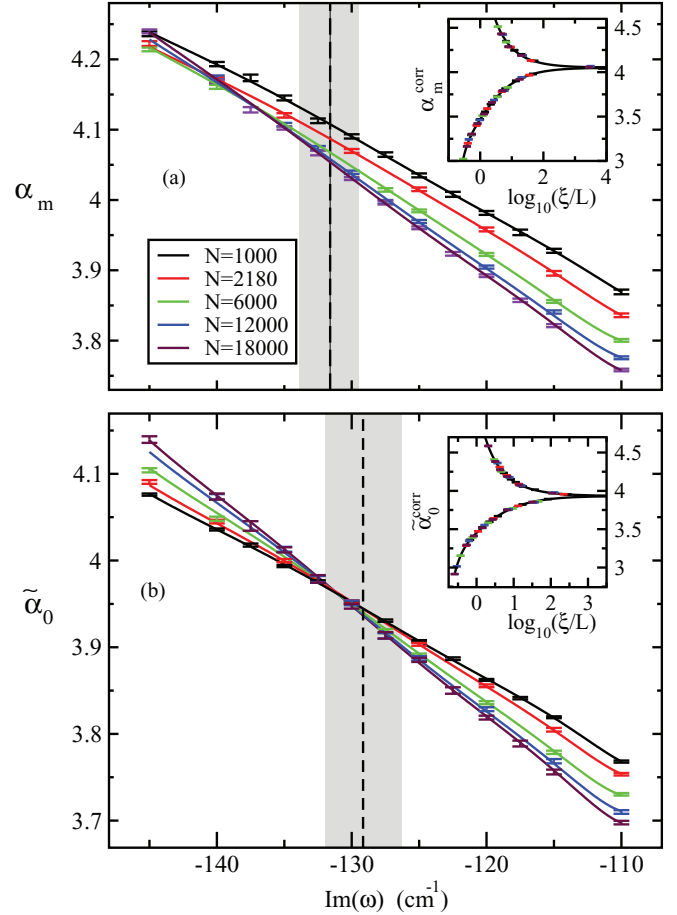 4.2
4.1
4
3.9
3.8
α_m
(a)
N=1000
N=2180
N=6000
N=12000
N=18000
4.5
4
3.5
3
α_m^corr
0 2 4
log₁₀(ξ/L)
4.1
4
3.9
3.8
3.7
α̃₀
(b)
4.5
4
3.5
3
α̃₀^corr
0 1 2 3
log₁₀(ξ/L)
-140 -130 -120 -110
Im(ω) (cm⁻¹)